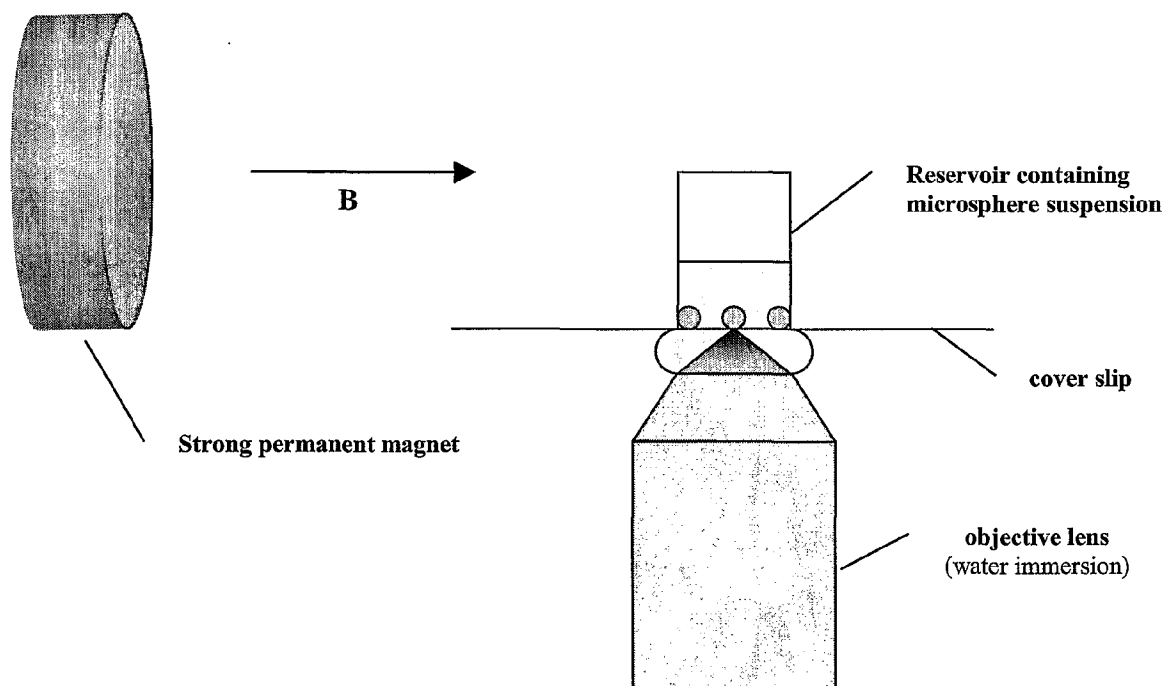 B
Reservoir containing
microsphere suspension
cover slip
Strong permanent magnet
objective lens
(water immersion)